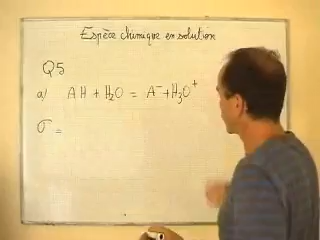 Espèce chimique en solution
Q5
a) AH + H₂O = A⁻ + H₃O⁺
σ =